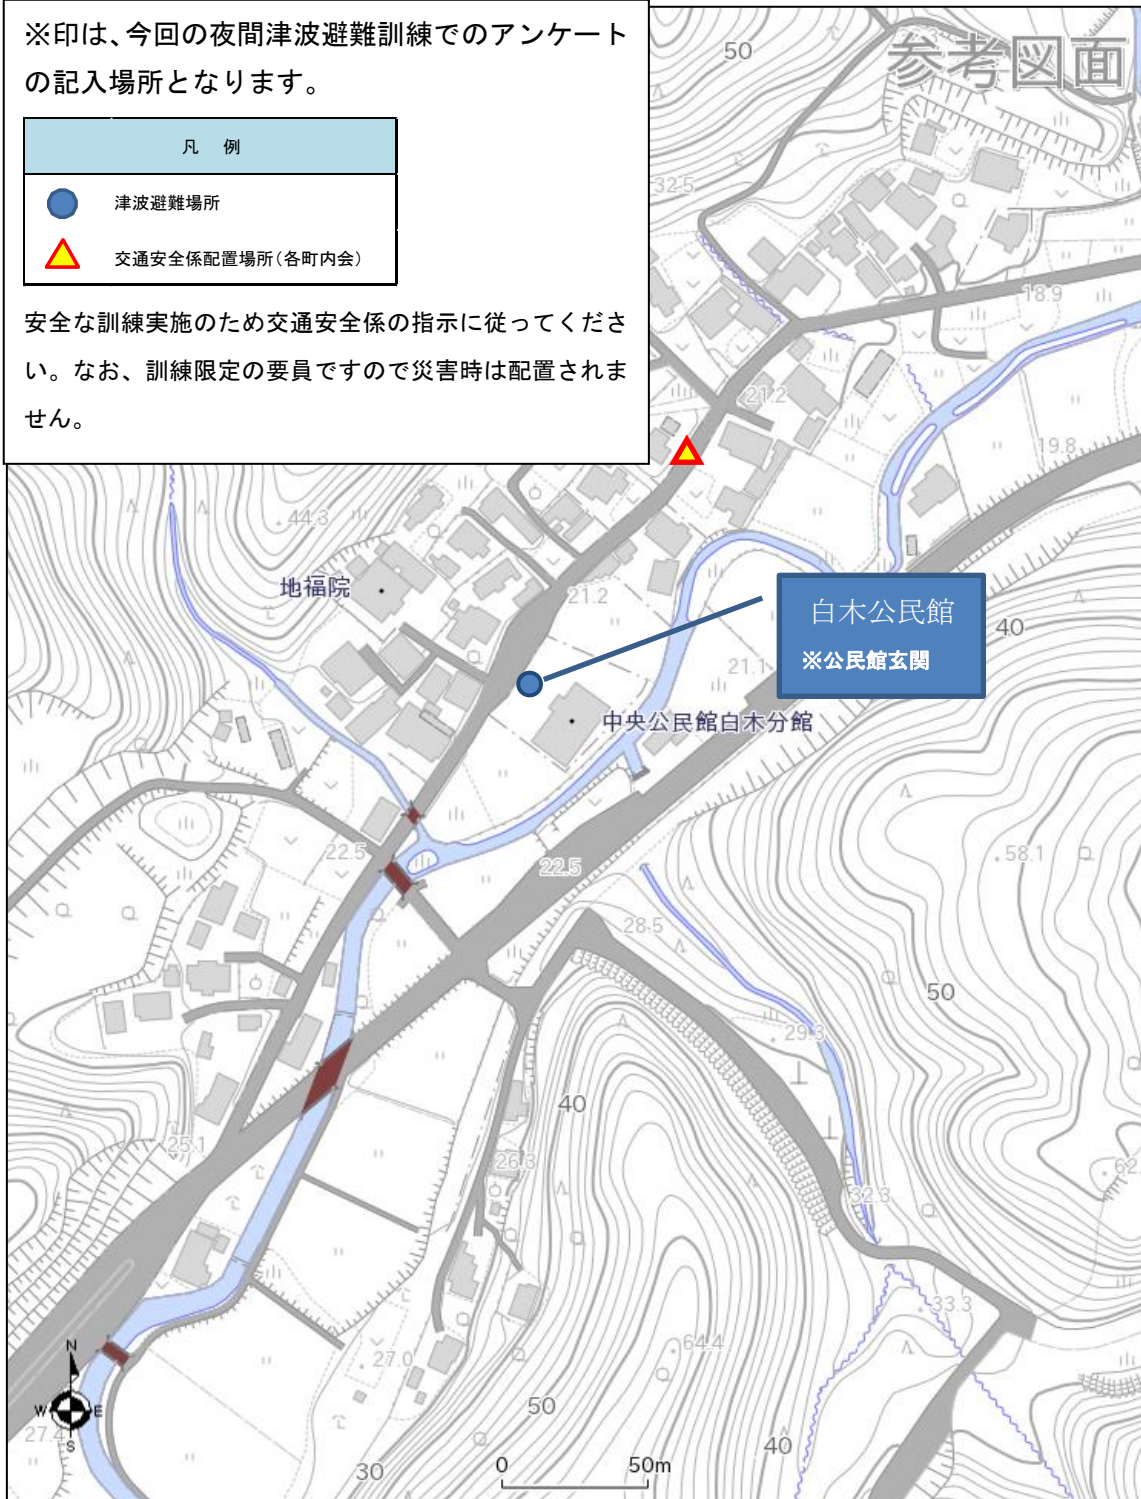 ※印は、今回の夜間津波避難訓練でのアンケート
の記入場所となります。
凡 例
津波避難場所
交通安全係配置場所(各町内会)
安全な訓練実施のため交通安全係の指示に従ってくださ
い。なお、訓練限定の要員ですので災害時は配置されま
せん。
参考図面
50
32.5
18.9
21.2
19.8
44.3
地福院
21.2
白木公民館
※公民館玄関
40
21.1
中央公民館白木分館
22.5
22.5
58.1
28.5
50
29.3
40
25.1
26.3
62.
32.3
33.3
64.4
27.0
N
W E
S
27.4
50
40
30
0 50m